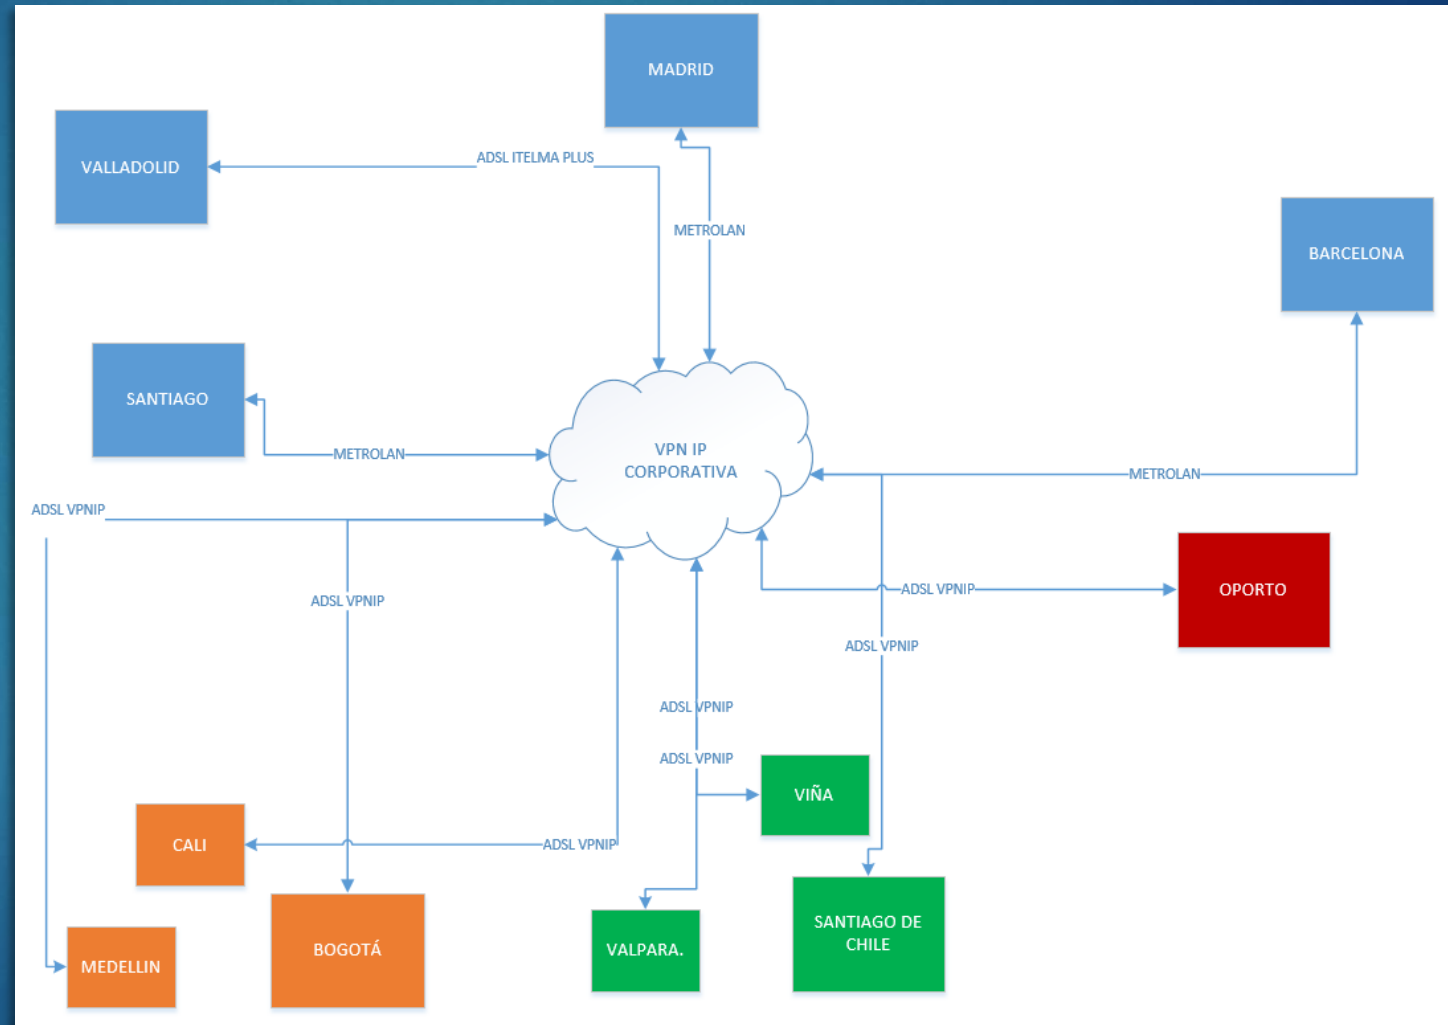 MADRID
VALLADOLID
ADSL ITELMA PLUS
METROLAN
BARCELONA
SANTIAGO
METROLAN
VPN IP
CORPORATIVA
METROLAN
ADSL VPNIP
OPORTO
ADSL VPNIP
ADSL VPNIP
ADSL VPNIP
ADSL VPNIP
ADSL VPNIP
VIÑA
CALI
ADSL VPNIP
SANTIAGO DE
CHILE
VALPARA.
BOGOTÁ
MEDELLIN